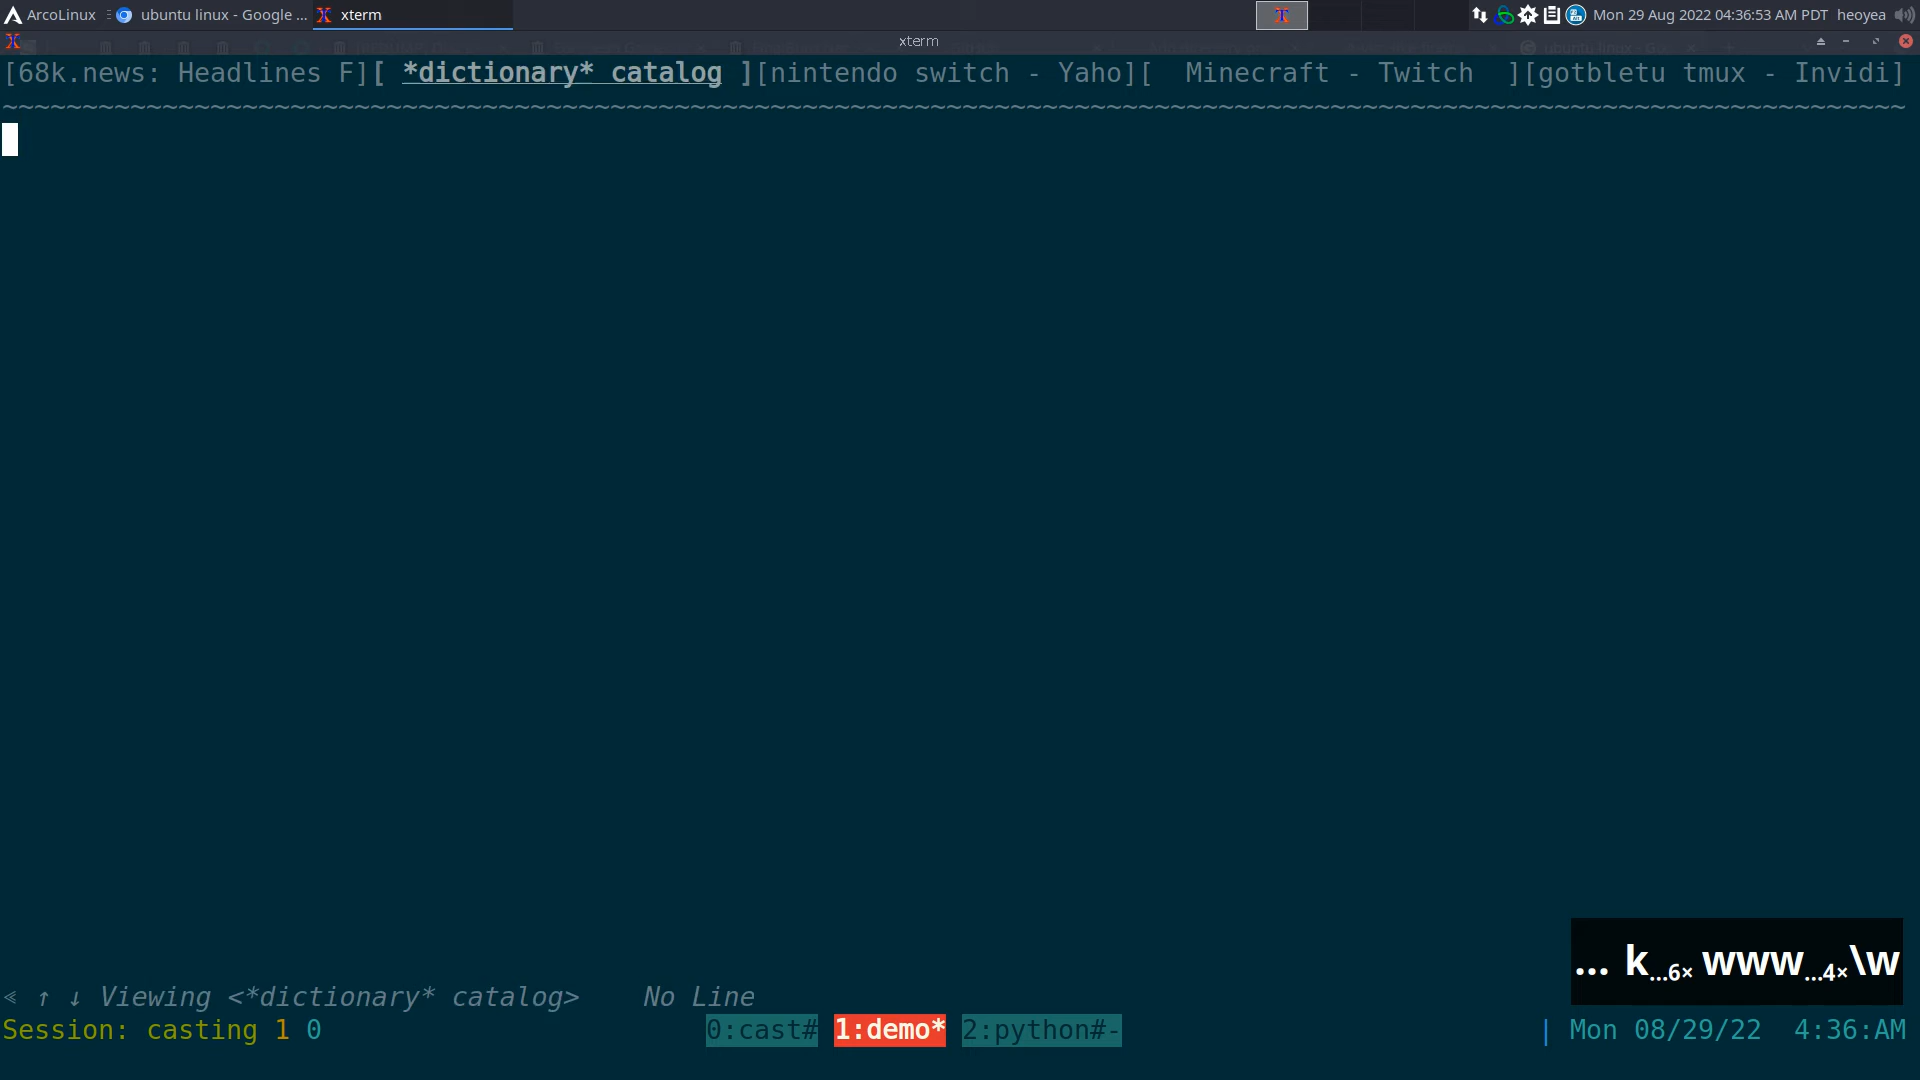 ArcoLinux ubuntu linux - Google ... xterm Mon 29 Aug 2022 04:36:53 AM PDT heoyea
xterm
[68k.news: Headlines F][ *dictionary* catalog ][nintendo switch - Yaho][ Minecraft - Twitch ][gotbletu tmux - Invidi]
~~~~~~~~~~~~~~~~~~~~~~~~~~~~~~~~~~~~~~~~~~~~~~~~~~~~~~~~~~~~~~~~~~~~~~~~~~~~~~~~~~~~~~~~~~~~~~~~~~~~~~~~~~~~~~~~~~~~~~~
... k...6× www...4×\w
⪡ ↑ ↓ Viewing <*dictionary* catalog> No Line
Session: casting 1 0 0:cast# 1:demo* 2:python#- | Mon 08/29/22 4:36:AM